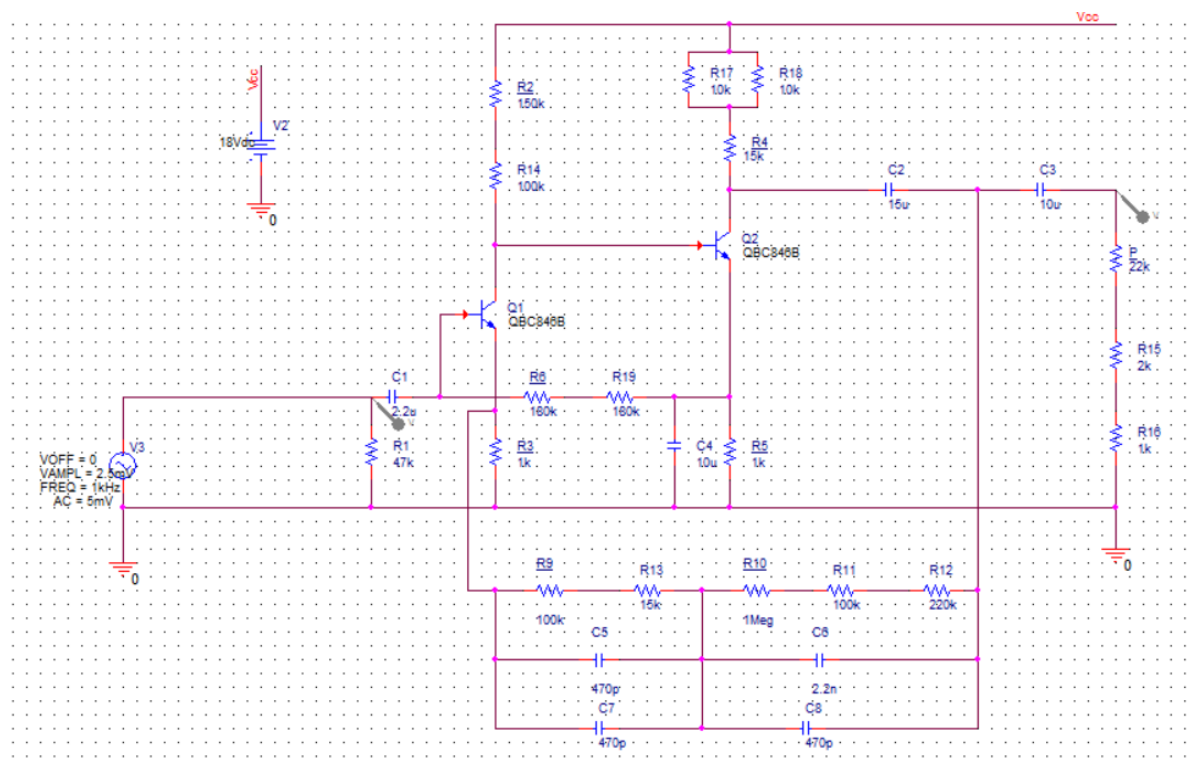 Vcc
Vcc
V2
18Vdc
0
R2
150k
R14
100k
R17
10k
R18
10k
R4
15k
C2
15u
C3
10u
Q2
QBC846B
Q1
QBC846B
P
22k
V
R15
2k
R16
1k
C1
2.2u
V
R6
160k
R19
160k
R1
47k
R3
1k
C4
10u
R5
1k
V3
VOFF = 0
VAMPL = 2.5mV
FREQ = 1kHz
AC = 5mV
0
0
R9
100k
R13
15k
R10
1Meg
R11
100k
R12
220k
C5
470p
C6
2.2n
C7
470p
C8
470p